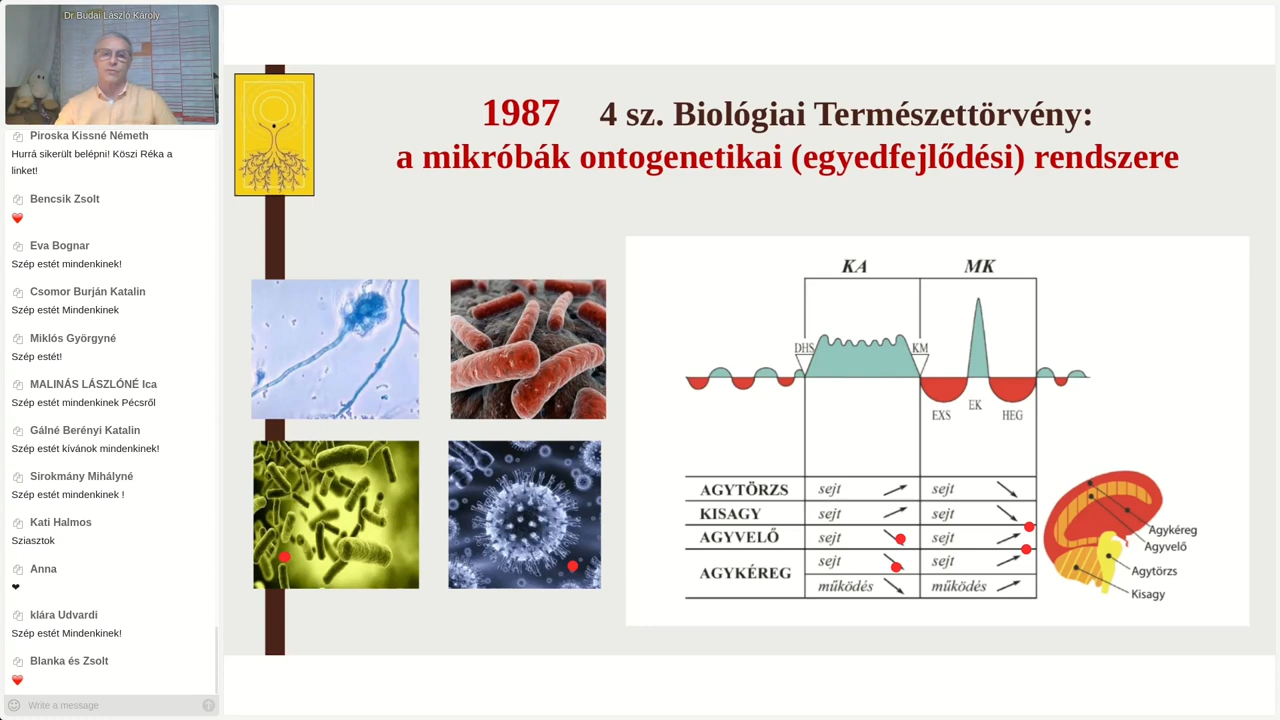 Dr Budai László Károly
Piroska Kissné Németh
Hurrá sikerült belépni! Köszi Réka a
linket!
Bencsik Zsolt
Eva Bognar
Szép estét mindenkinek!
Csomor Burján Katalin
Szép estét Mindenkinek
Miklós Györgyné
Szép estét!
MALINÁS LÁSZLÓNÉ Ica
Szép estét mindenkinek Pécsről
Gálné Berényi Katalin
Szép estét kívánok mindenkinek!
Sirokmány Mihályné
Szép estét mindenkinek !
Kati Halmos
Sziasztok
Anna
klára Udvardi
Szép estét Mindenkinek!
Blanka és Zsolt
Write a message
1987 4 sz. Biológiai Természettörvény:
a mikróbák ontogenetikai (egyedfejlődési) rendszere
KA MK
DHS KM
EXS EK HEG
AGYTÖRZS sejt sejt
KISAGY sejt sejt
AGYVELŐ sejt sejt
AGYKÉREG sejt sejt
működés működés
Agykéreg
Agyvelő
Agytörzs
Kisagy